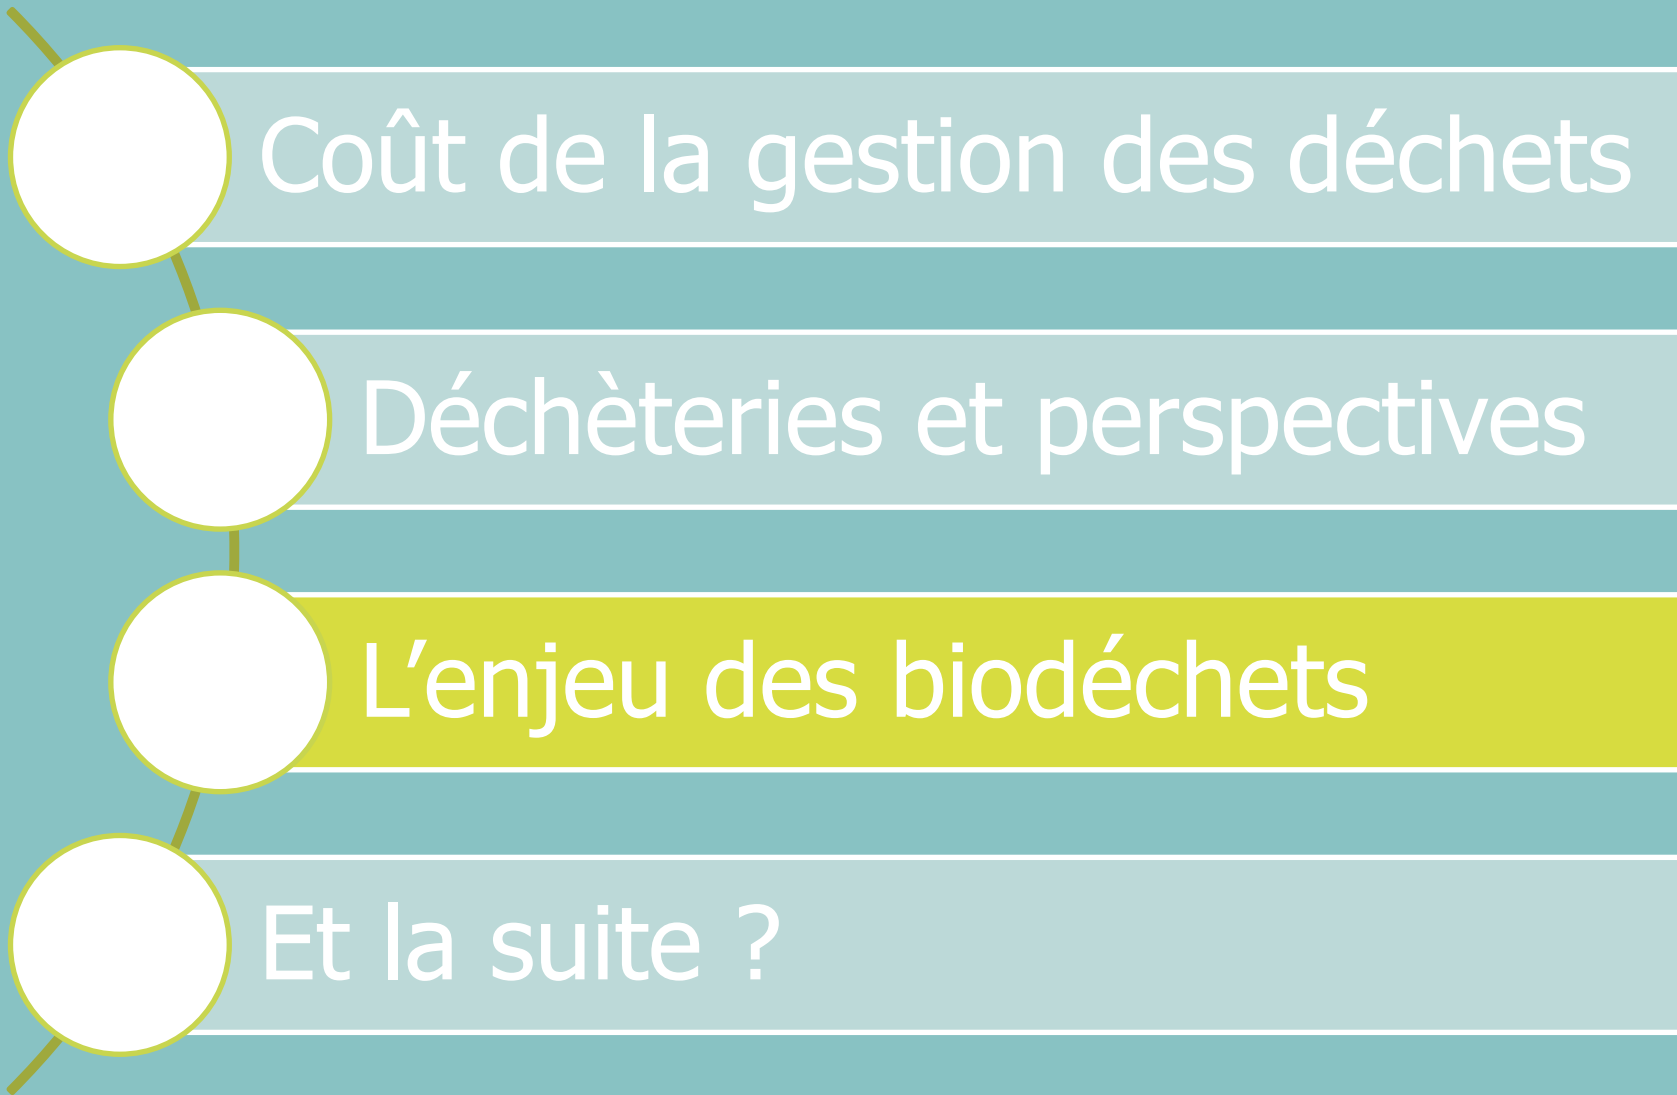 Coût de la gestion des déchets
Déchèteries et perspectives
L’enjeu des biodéchets
Et la suite ?